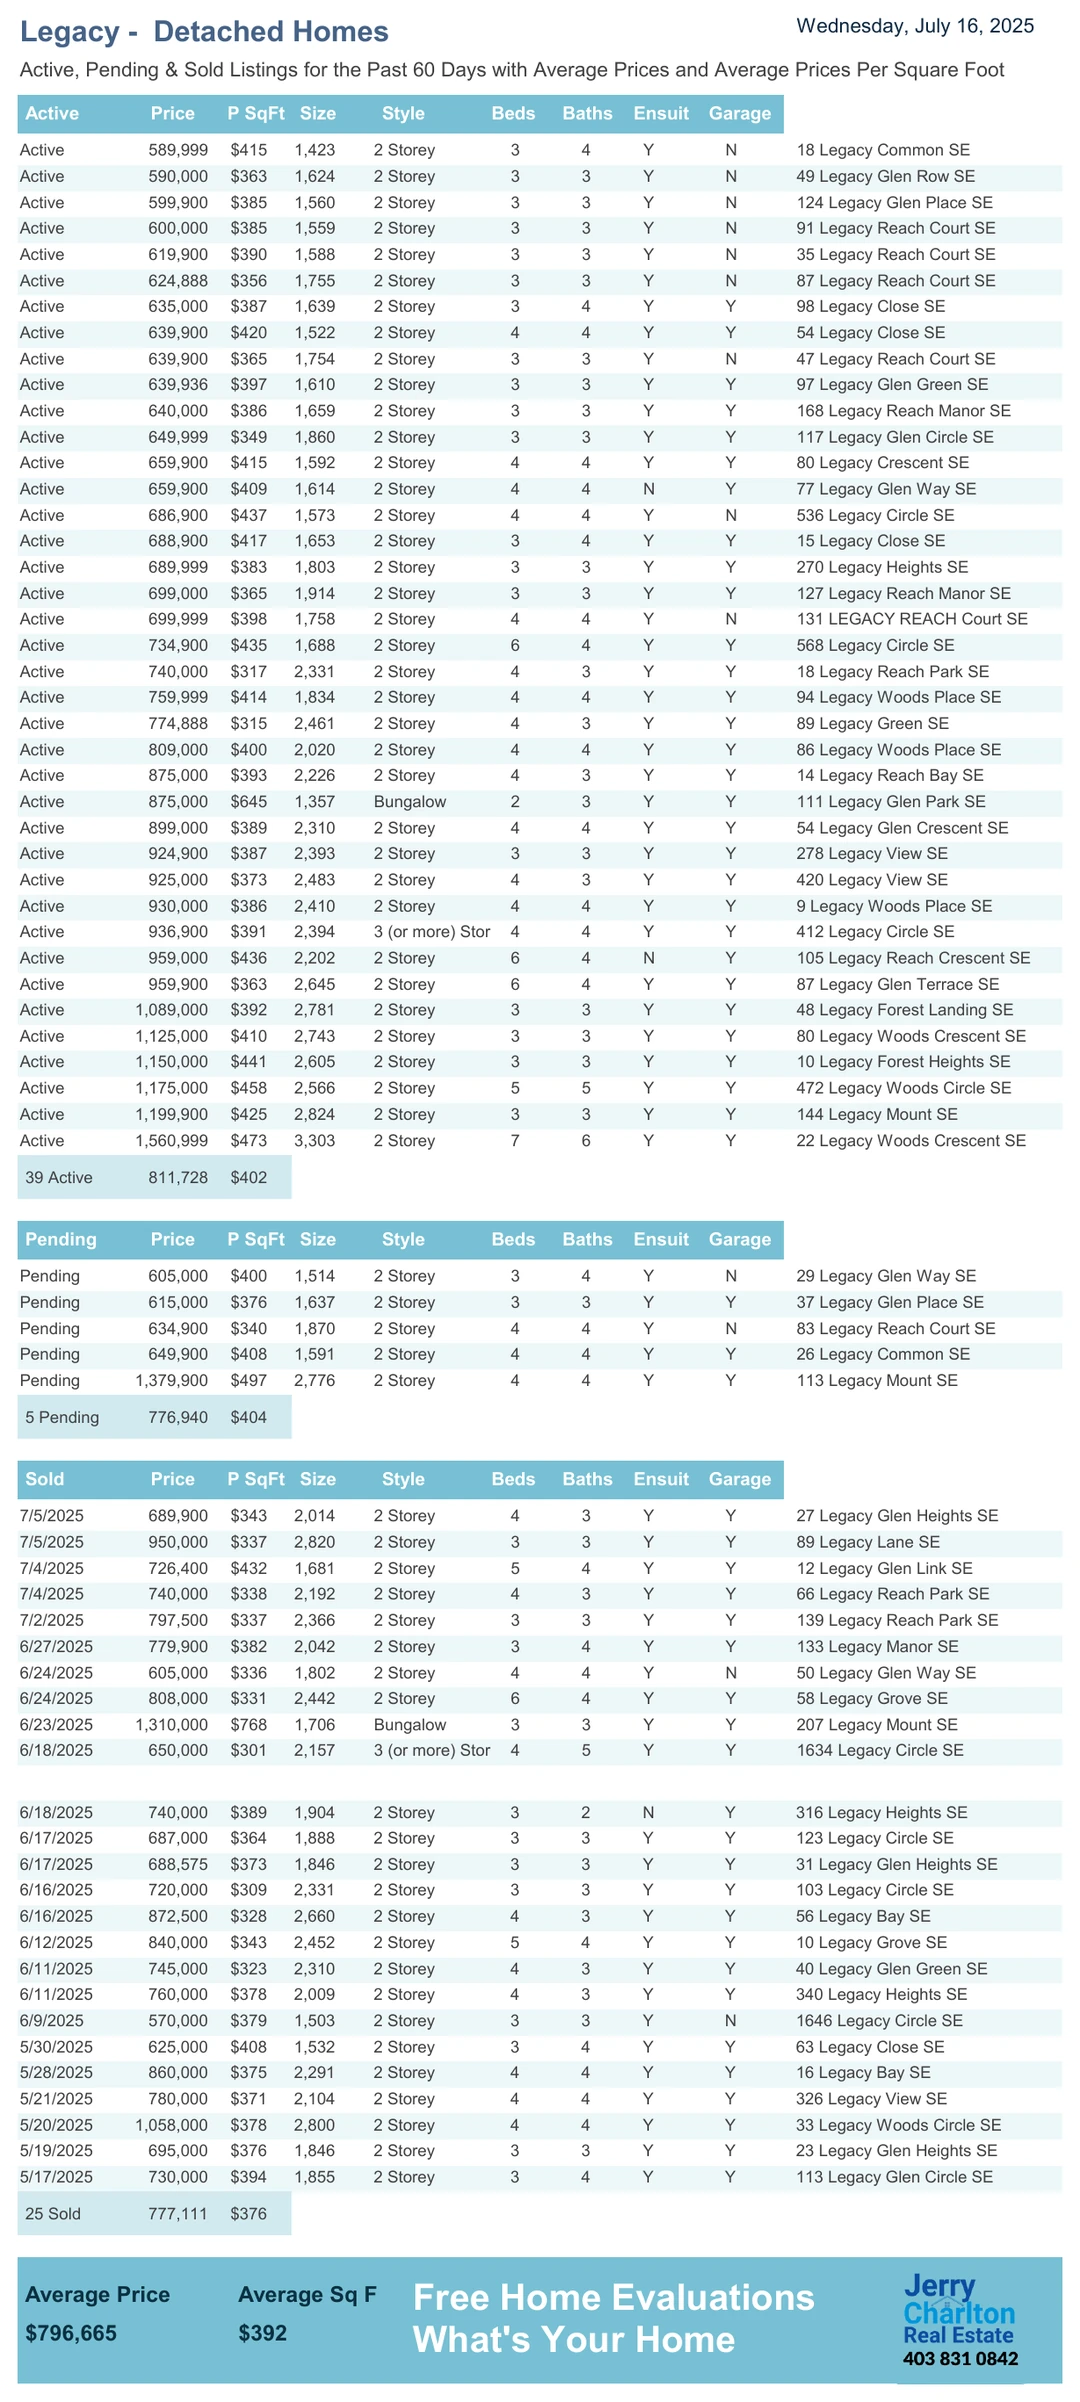 Legacy -  Detached Homes
Wednesday, July 16, 2025
Active, Pending & Sold Listings for the Past 60 Days with Average Prices and Average Prices Per Square Foot
Active Price P SqFt Size Style Beds Baths Ensuit Garage
Active 589,999 $415 1,423 2 Storey 3 4 Y N 18 Legacy Common SE
Active 590,000 $363 1,624 2 Storey 3 3 Y N 49 Legacy Glen Row SE
Active 599,900 $385 1,560 2 Storey 3 3 Y N 124 Legacy Glen Place SE
Active 600,000 $385 1,559 2 Storey 3 3 Y N 91 Legacy Reach Court SE
Active 619,900 $390 1,588 2 Storey 3 3 Y N 35 Legacy Reach Court SE
Active 624,888 $356 1,755 2 Storey 3 3 Y N 87 Legacy Reach Court SE
Active 635,000 $387 1,639 2 Storey 3 4 Y Y 98 Legacy Close SE
Active 639,900 $420 1,522 2 Storey 4 4 Y Y 54 Legacy Close SE
Active 639,900 $365 1,754 2 Storey 3 3 Y N 47 Legacy Reach Court SE
Active 639,936 $397 1,610 2 Storey 3 3 Y Y 97 Legacy Glen Green SE
Active 640,000 $386 1,659 2 Storey 3 3 Y Y 168 Legacy Reach Manor SE
Active 649,999 $349 1,860 2 Storey 3 3 Y Y 117 Legacy Glen Circle SE
Active 659,900 $415 1,592 2 Storey 4 4 Y Y 80 Legacy Crescent SE
Active 659,900 $409 1,614 2 Storey 4 4 N Y 77 Legacy Glen Way SE
Active 686,900 $437 1,573 2 Storey 4 4 Y N 536 Legacy Circle SE
Active 688,900 $417 1,653 2 Storey 3 4 Y Y 15 Legacy Close SE
Active 689,999 $383 1,803 2 Storey 3 3 Y Y 270 Legacy Heights SE
Active 699,000 $365 1,914 2 Storey 3 3 Y Y 127 Legacy Reach Manor SE
Active 699,999 $398 1,758 2 Storey 4 4 Y N 131 LEGACY REACH Court SE
Active 734,900 $435 1,688 2 Storey 6 4 Y Y 568 Legacy Circle SE
Active 740,000 $317 2,331 2 Storey 4 3 Y Y 18 Legacy Reach Park SE
Active 759,999 $414 1,834 2 Storey 4 4 Y Y 94 Legacy Woods Place SE
Active 774,888 $315 2,461 2 Storey 4 3 Y Y 89 Legacy Green SE
Active 809,000 $400 2,020 2 Storey 4 4 Y Y 86 Legacy Woods Place SE
Active 875,000 $393 2,226 2 Storey 4 3 Y Y 14 Legacy Reach Bay SE
Active 875,000 $645 1,357 Bungalow 2 3 Y Y 111 Legacy Glen Park SE
Active 899,000 $389 2,310 2 Storey 4 4 Y Y 54 Legacy Glen Crescent SE
Active 924,900 $387 2,393 2 Storey 3 3 Y Y 278 Legacy View SE
Active 925,000 $373 2,483 2 Storey 4 3 Y Y 420 Legacy View SE
Active 930,000 $386 2,410 2 Storey 4 4 Y Y 9 Legacy Woods Place SE
Active 936,900 $391 2,394 3 (or more) Stor 4 4 Y Y 412 Legacy Circle SE
Active 959,000 $436 2,202 2 Storey 6 4 N Y 105 Legacy Reach Crescent SE
Active 959,900 $363 2,645 2 Storey 6 4 Y Y 87 Legacy Glen Terrace SE
Active 1,089,000 $392 2,781 2 Storey 3 3 Y Y 48 Legacy Forest Landing SE
Active 1,125,000 $410 2,743 2 Storey 3 3 Y Y 80 Legacy Woods Crescent SE
Active 1,150,000 $441 2,605 2 Storey 3 3 Y Y 10 Legacy Forest Heights SE
Active 1,175,000 $458 2,566 2 Storey 5 5 Y Y 472 Legacy Woods Circle SE
Active 1,199,900 $425 2,824 2 Storey 3 3 Y Y 144 Legacy Mount SE
Active 1,560,999 $473 3,303 2 Storey 7 6 Y Y 22 Legacy Woods Crescent SE
39 Active 811,728 $402
Pending Price P SqFt Size Style Beds Baths Ensuit Garage
Pending 605,000 $400 1,514 2 Storey 3 4 Y N 29 Legacy Glen Way SE
Pending 615,000 $376 1,637 2 Storey 3 3 Y Y 37 Legacy Glen Place SE
Pending 634,900 $340 1,870 2 Storey 4 4 Y N 83 Legacy Reach Court SE
Pending 649,900 $408 1,591 2 Storey 4 4 Y Y 26 Legacy Common SE
Pending 1,379,900 $497 2,776 2 Storey 4 4 Y Y 113 Legacy Mount SE
5 Pending 776,940 $404
Sold Price P SqFt Size Style Beds Baths Ensuit Garage
7/5/2025 689,900 $343 2,014 2 Storey 4 3 Y Y 27 Legacy Glen Heights SE
7/5/2025 950,000 $337 2,820 2 Storey 3 3 Y Y 89 Legacy Lane SE
7/4/2025 726,400 $432 1,681 2 Storey 5 4 Y Y 12 Legacy Glen Link SE
7/4/2025 740,000 $338 2,192 2 Storey 4 3 Y Y 66 Legacy Reach Park SE
7/2/2025 797,500 $337 2,366 2 Storey 3 3 Y Y 139 Legacy Reach Park SE
6/27/2025 779,900 $382 2,042 2 Storey 3 4 Y Y 133 Legacy Manor SE
6/24/2025 605,000 $336 1,802 2 Storey 4 4 Y N 50 Legacy Glen Way SE
6/24/2025 808,000 $331 2,442 2 Storey 6 4 Y Y 58 Legacy Grove SE
6/23/2025 1,310,000 $768 1,706 Bungalow 3 3 Y Y 207 Legacy Mount SE
6/18/2025 650,000 $301 2,157 3 (or more) Stor 4 5 Y Y 1634 Legacy Circle SE
6/18/2025 740,000 $389 1,904 2 Storey 3 2 N Y 316 Legacy Heights SE
6/17/2025 687,000 $364 1,888 2 Storey 3 3 Y Y 123 Legacy Circle SE
6/17/2025 688,575 $373 1,846 2 Storey 3 3 Y Y 31 Legacy Glen Heights SE
6/16/2025 720,000 $309 2,331 2 Storey 3 3 Y Y 103 Legacy Circle SE
6/16/2025 872,500 $328 2,660 2 Storey 4 3 Y Y 56 Legacy Bay SE
6/12/2025 840,000 $343 2,452 2 Storey 5 4 Y Y 10 Legacy Grove SE
6/11/2025 745,000 $323 2,310 2 Storey 4 3 Y Y 40 Legacy Glen Green SE
6/11/2025 760,000 $378 2,009 2 Storey 4 3 Y Y 340 Legacy Heights SE
6/9/2025 570,000 $379 1,503 2 Storey 3 3 Y N 1646 Legacy Circle SE
5/30/2025 625,000 $408 1,532 2 Storey 3 4 Y Y 63 Legacy Close SE
5/28/2025 860,000 $375 2,291 2 Storey 4 4 Y Y 16 Legacy Bay SE
5/21/2025 780,000 $371 2,104 2 Storey 4 4 Y Y 326 Legacy View SE
5/20/2025 1,058,000 $378 2,800 2 Storey 4 4 Y Y 33 Legacy Woods Circle SE
5/19/2025 695,000 $376 1,846 2 Storey 3 3 Y Y 23 Legacy Glen Heights SE
5/17/2025 730,000 $394 1,855 2 Storey 3 4 Y Y 113 Legacy Glen Circle SE
25 Sold 777,111 $376
Average Price Average Sq F
$796,665 $392
Free Home Evaluations
What's Your Home
Jerry
Charlton
Real Estate
403 831 0842